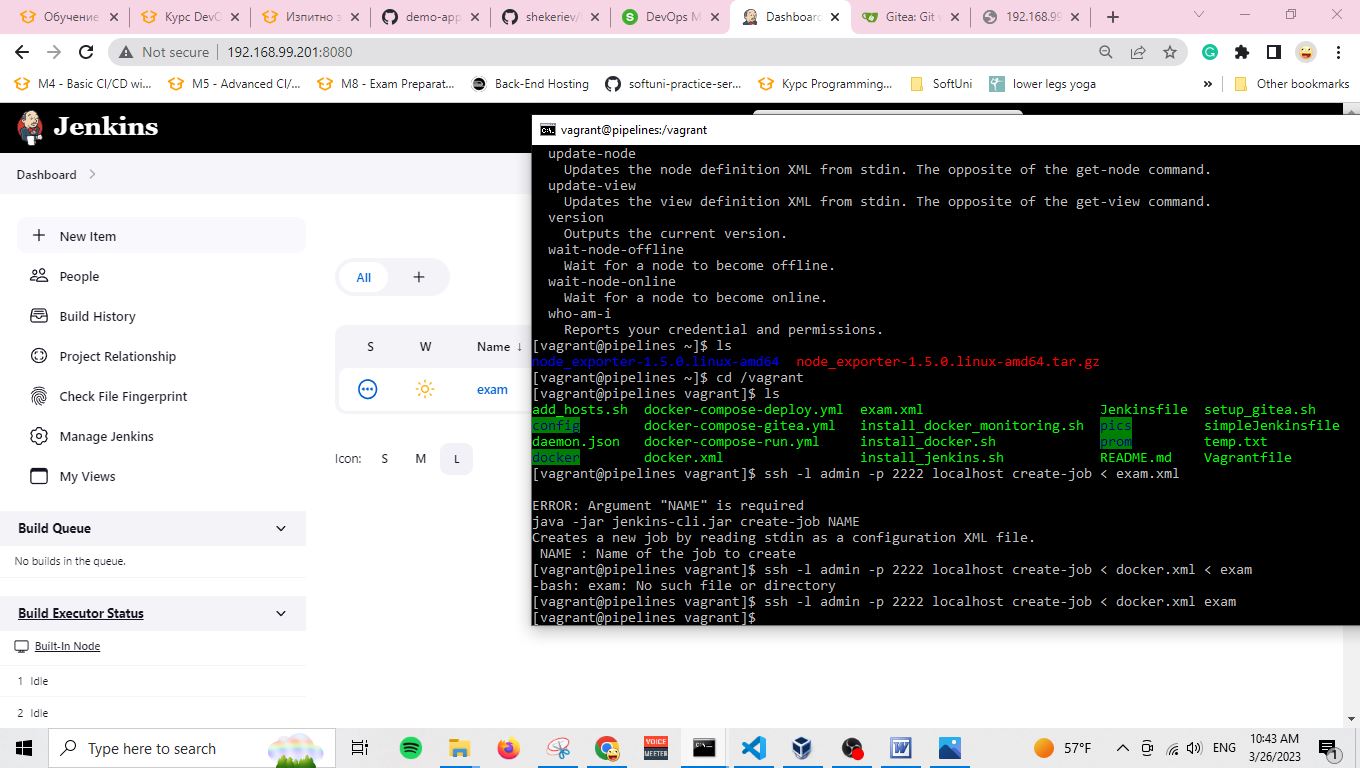 Обучение
Курс DevO
Изпитно з
demo-app
shekeriev/
DevOps M
Dashboard
Gitea: Git
192.168.99
Not secure
192.168.99.201:8080
M4 - Basic CI/CD wi...
M5 - Advanced CI/...
M8 - Exam Preparat...
Back-End Hosting
softuni-practice-ser...
Курс Programming...
SoftUni
lower legs yoga
»
Other bookmarks
Jenkins
Dashboard
New Item
People
Build History
Project Relationship
Check File Fingerprint
Manage Jenkins
My Views
Build Queue
No builds in the queue.
Build Executor Status
Built-In Node
1 Idle
2 Idle
All +
S W Name ↓
exam
Icon: S M L
vagrant@pipelines:/vagrant
update-node
Updates the node definition XML from stdin. The opposite of the get-node command.
update-view
Updates the view definition XML from stdin. The opposite of the get-view command.
version
Outputs the current version.
wait-node-offline
Wait for a node to become offline.
wait-node-online
Wait for a node to become online.
who-am-i
Reports your credential and permissions.
[vagrant@pipelines ~]$ ls
node_exporter-1.5.0.linux-amd64 node_exporter-1.5.0.linux-amd64.tar.gz
[vagrant@pipelines ~]$ cd /vagrant
[vagrant@pipelines vagrant]$ ls
add_hosts.sh docker-compose-deploy.yml exam.xml Jenkinsfile setup_gitea.sh
config docker-compose-gitea.yml install_docker_monitoring.sh pics simpleJenkinsfile
daemon.json docker-compose-run.yml install_docker.sh prom temp.txt
docker docker.xml install_jenkins.sh README.md Vagrantfile
[vagrant@pipelines vagrant]$ ssh -l admin -p 2222 localhost create-job < exam.xml
ERROR: Argument "NAME" is required
java -jar jenkins-cli.jar create-job NAME
Creates a new job by reading stdin as a configuration XML file.
NAME : Name of the job to create
[vagrant@pipelines vagrant]$ ssh -l admin -p 2222 localhost create-job < docker.xml < exam
-bash: exam: No such file or directory
[vagrant@pipelines vagrant]$ ssh -l admin -p 2222 localhost create-job < docker.xml exam
[vagrant@pipelines vagrant]$
Type here to search
VOICE
MEETER
57°F
ENG
10:43 AM
3/26/2023
1